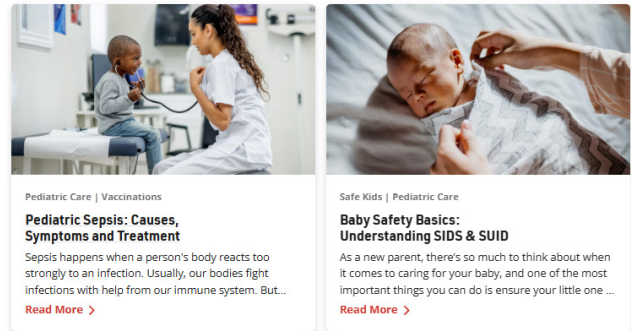 Pediatric Care | Vaccinations
Pediatric Sepsis: Causes,
Symptoms and Treatment
Sepsis happens when a person's body reacts too
strongly to an infection. Usually, our bodies fight
infections with help from our immune system. But...
Read More >
Safe Kids | Pediatric Care
Baby Safety Basics:
Understanding SIDS & SUID
As a new parent, there's so much to think about when
it comes to caring for your baby, and one of the most
important things you can do is ensure your little one ...
Read More >